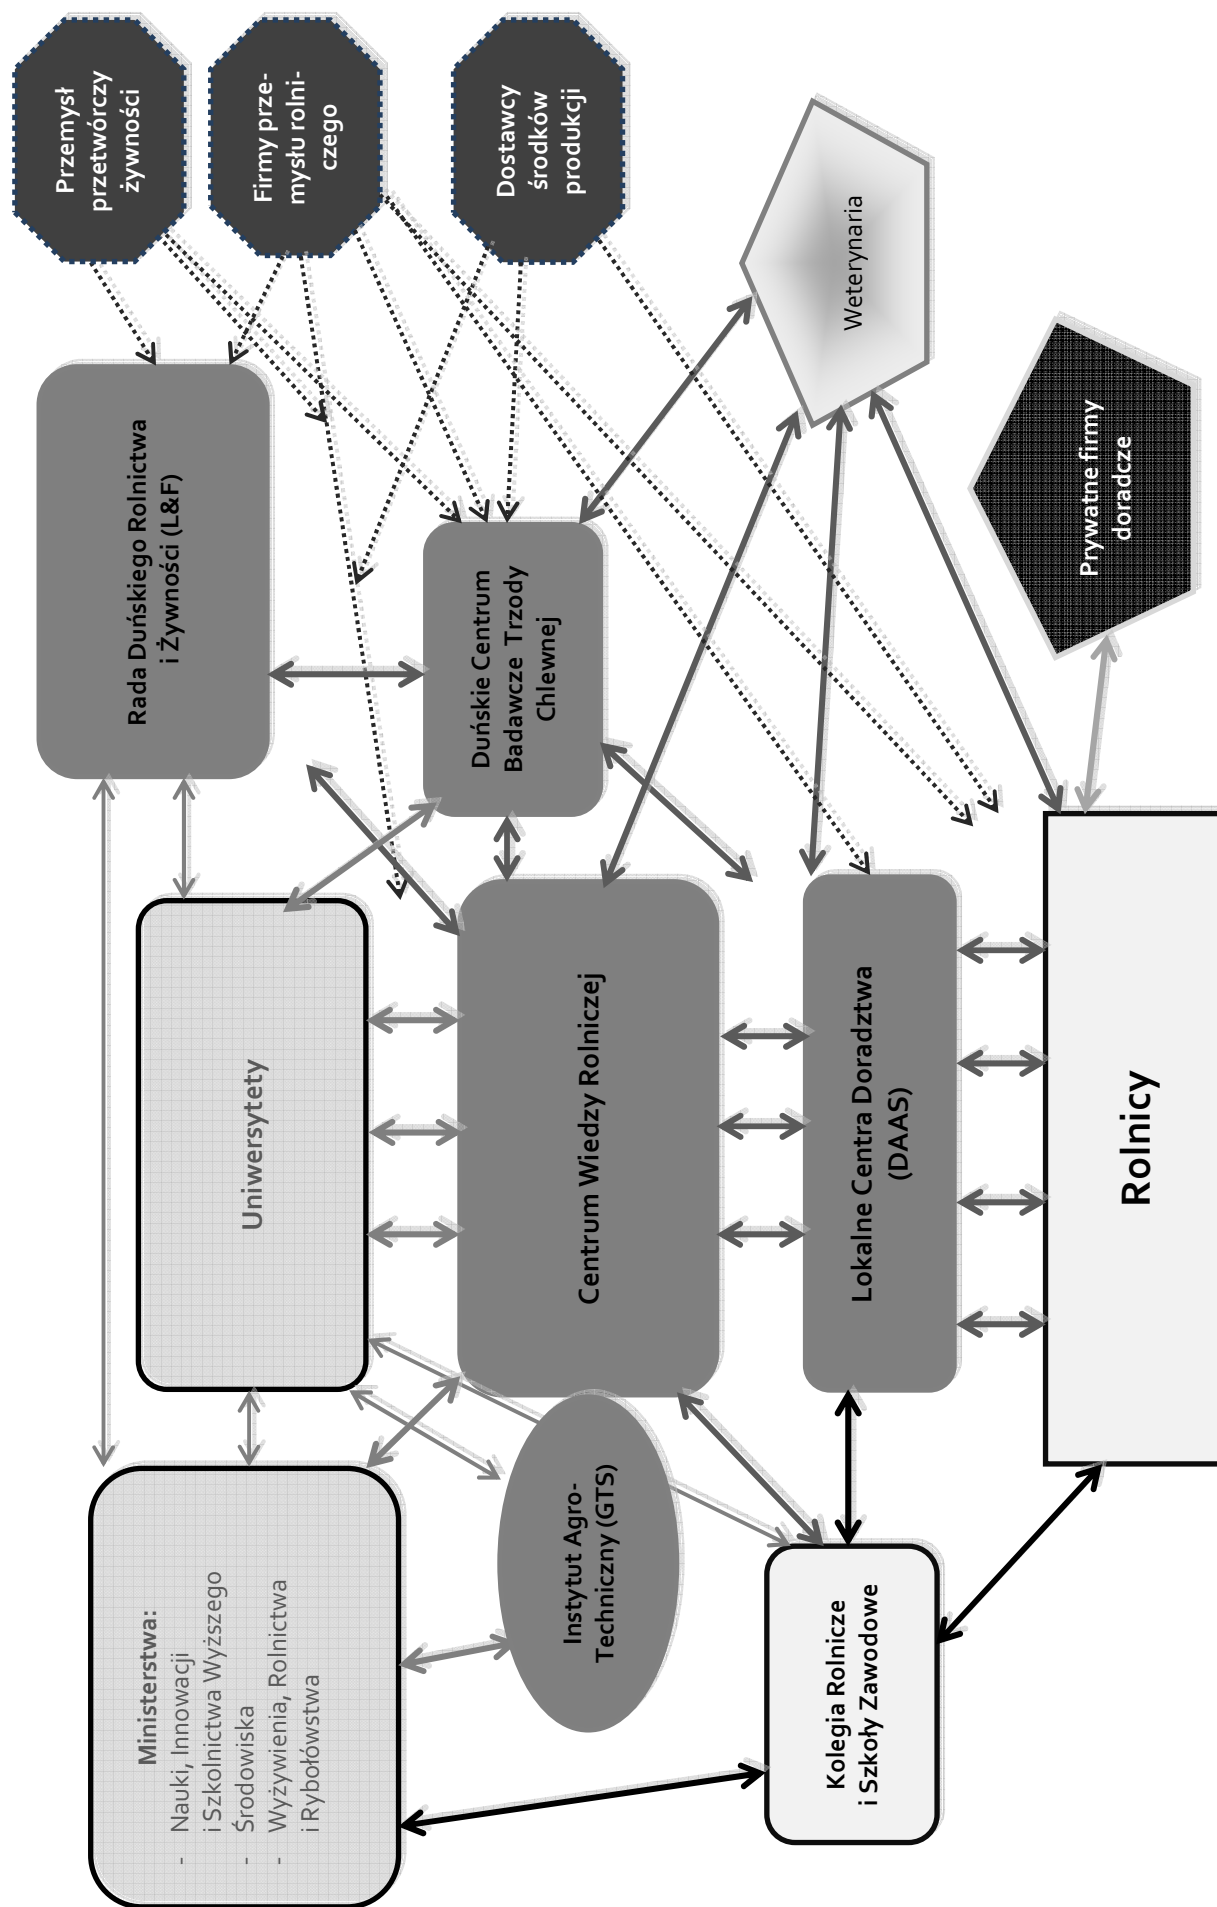 Ministerstwa:
- Nauki, Innowacji
i Szkolnictwa Wyższego
- Środowiska
- Wyżywienia, Rolnictwa
i Rybołówstwa
Uniwersytety
Rada Duńskiego Rolnictwa
i Żywności (L&F)
Przemysł
przetwórczy
żywności
Firmy prze-
mysłu rolni-
czego
Dostawcy
środków
produkcji
Instytut Agro-
Techniczny (GTS)
Centrum Wiedzy Rolniczej
Duńskie Centrum
Badawcze Trzody
Chlewnej
Weterynaria
Kolegia Rolnicze
i Szkoły Zawodowe
Lokalne Centra Doradztwa
(DAAS)
Prywatne firmy
doradcze
Rolnicy